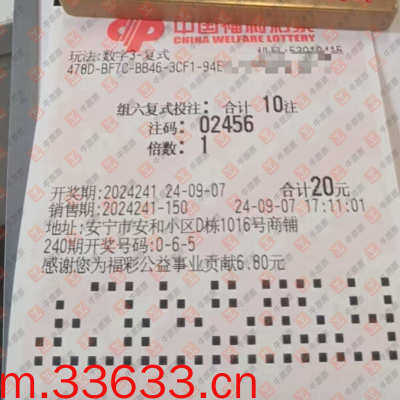 中国福利彩票
CHINA WELFARE LOTTERY
玩法:数字3-复式
478D-BF7C-BB46-3CF1-94E
组六复式投注: 合计 10注
注码: 02456
倍数: 1
开奖期:2024241 24-09-07 合计20元
销售期:2024241-150 24-09-07 17:11:01
地址:安宁市安和小区D栋1016号商铺
240期开奖号码:0-6-5
感谢您为福彩公益事业贡献6.80元
m.33633.cn